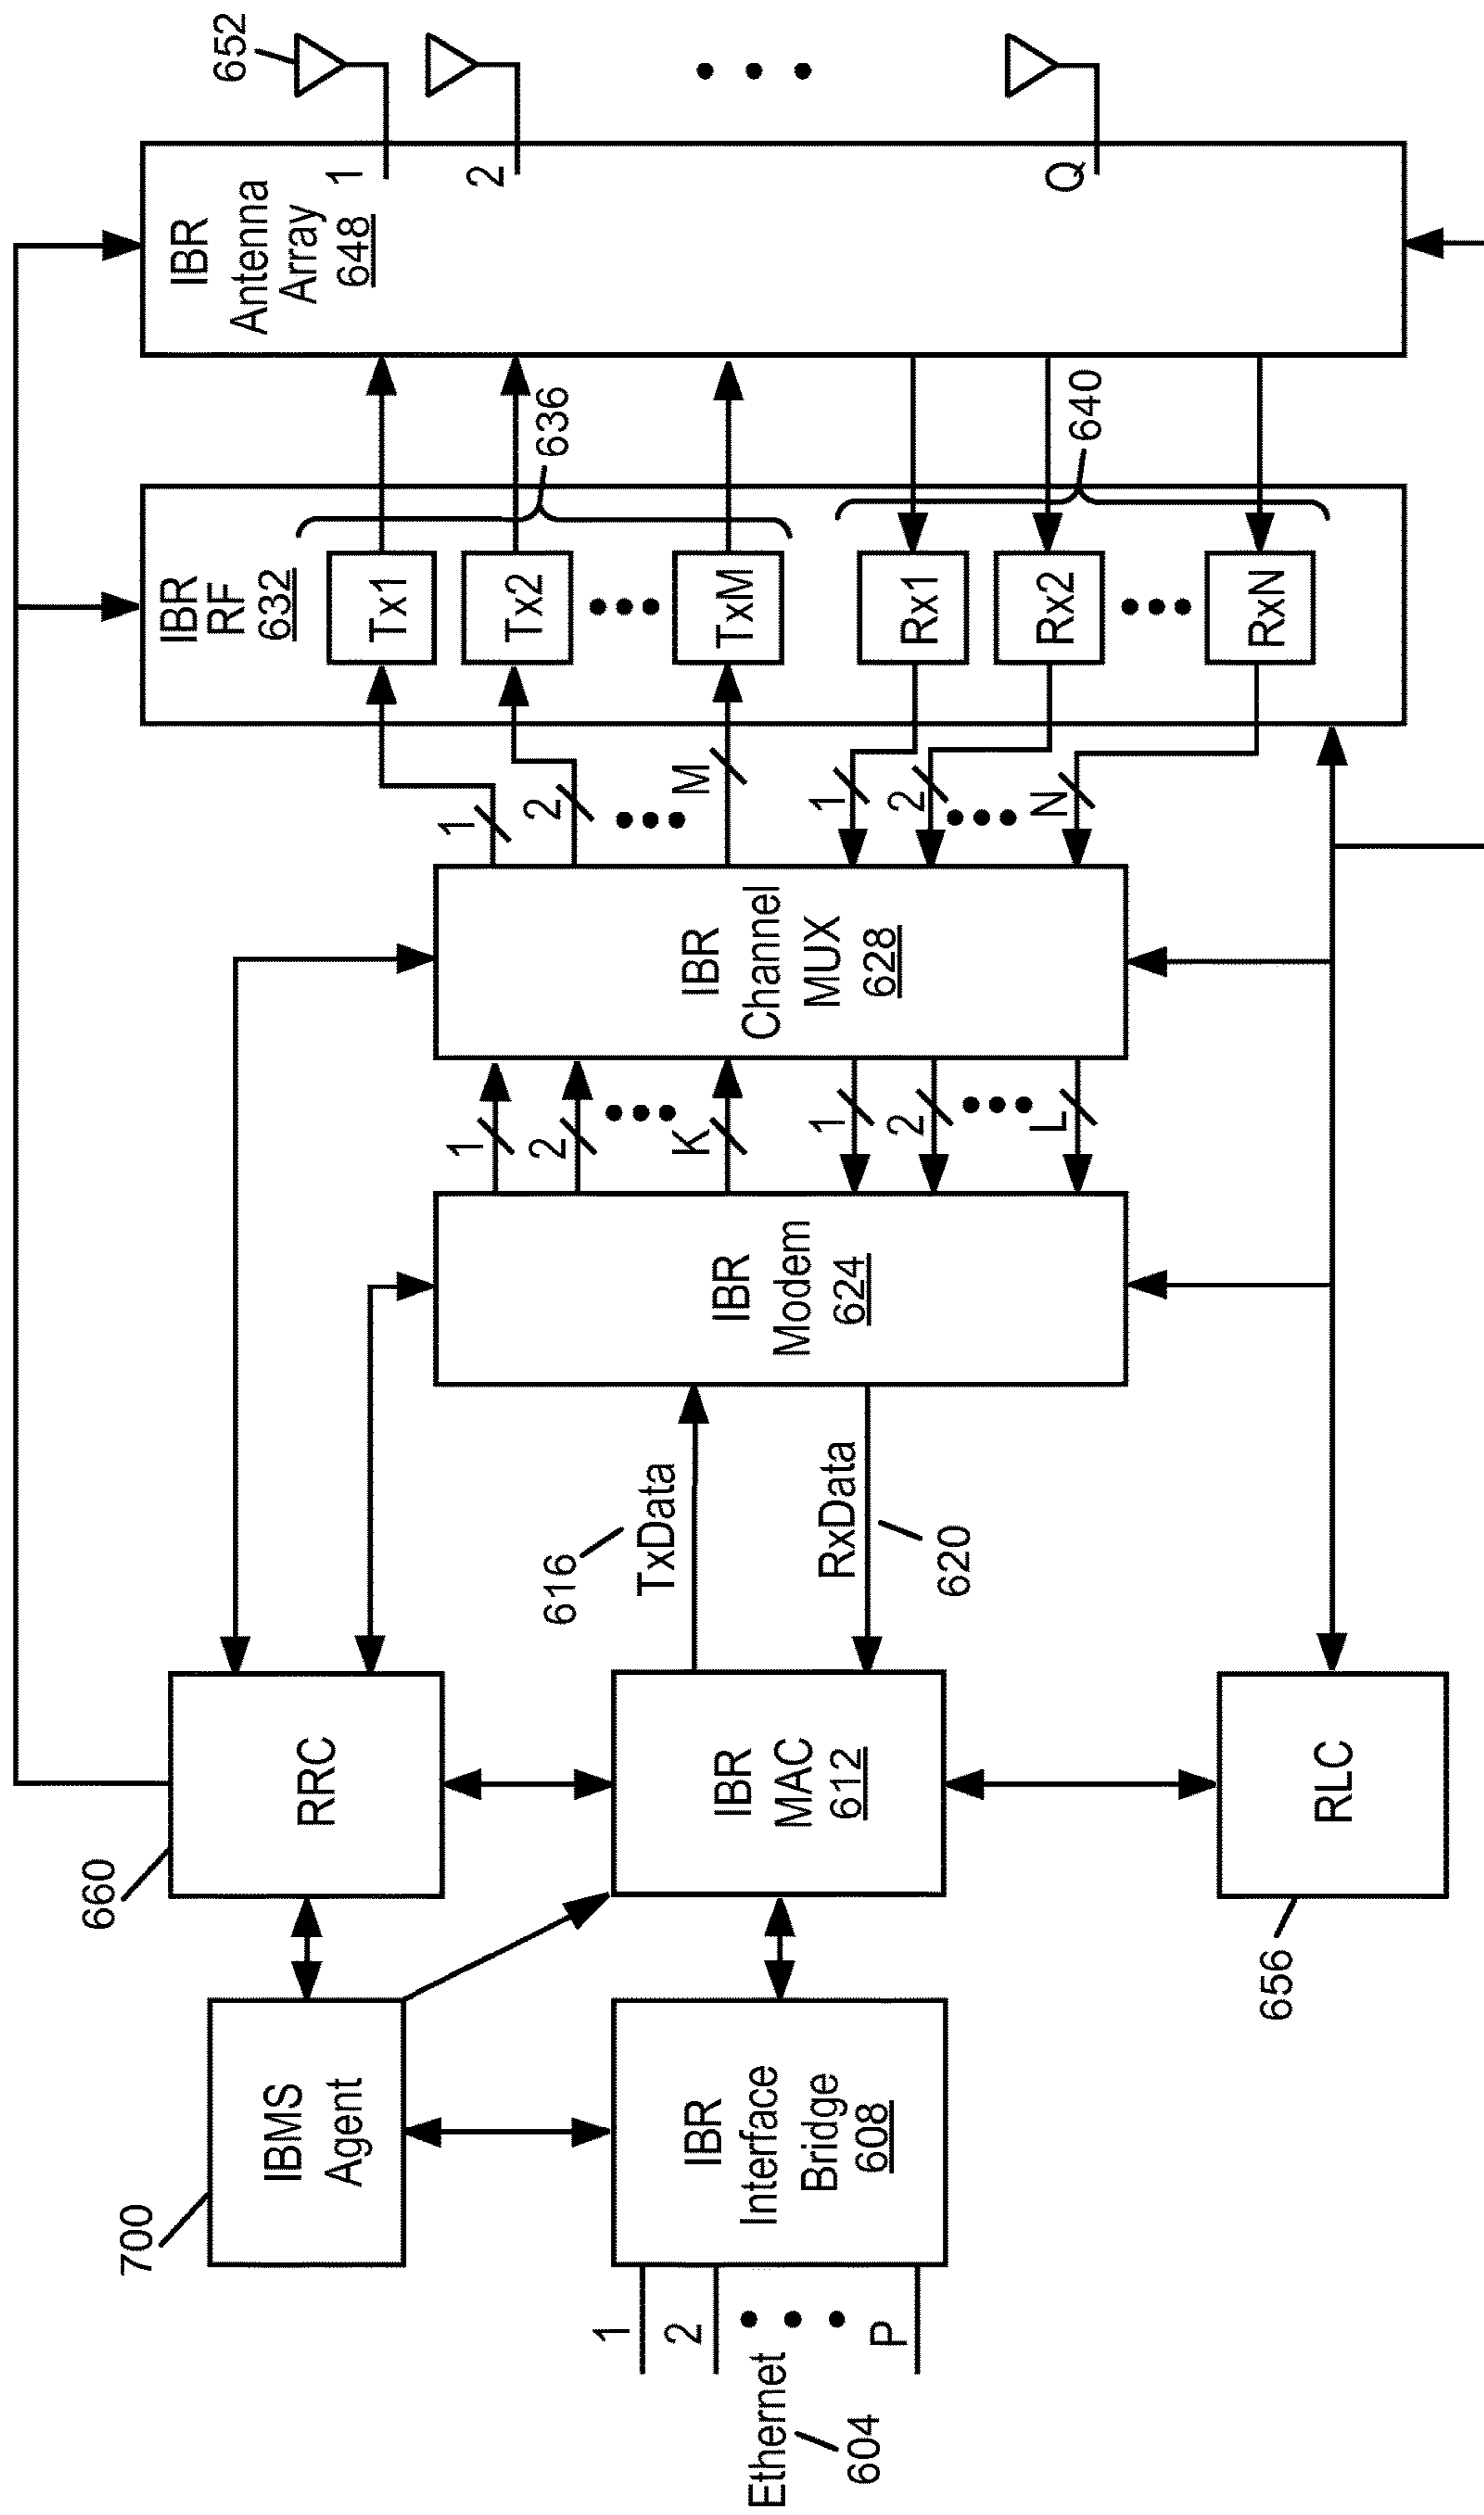 Ethernet
604
1
2
P
700
IBMS
Agent
IBR
Interface
Bridge
608
660
RRC
IBR
MAC
612
RLC
656
616
TxData
RxData
620
IBR
Modem
624
1
2
K
1
2
L
IBR
Channel
MUX
628
1
2
M
1
2
N
IBR
RF
632
Tx1
Tx2
TxM
Rx1
Rx2
RxN
636
640
IBR
Antenna
Array
648
1
2
Q
652